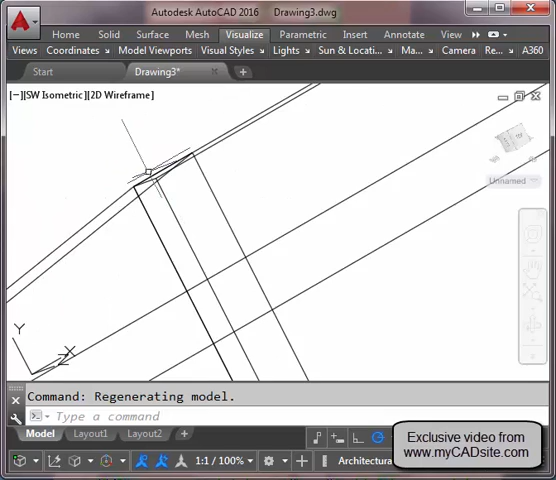 Autodesk AutoCAD 2016 Drawing3.dwg
Home Solid Surface Mesh Visualize Parametric Insert Annotate View
Views Coordinates Model Viewports Visual Styles Lights Sun & Locati... Ma... Camera Re... A360
Start Drawing3*
[−][SW Isometric][2D Wireframe]
Unnamed
Y
X
Z
Command: Regenerating model.
Type a command
Model Layout1 Layout2
1:1 / 100% Architectura
Exclusive video from
www.myCADsite.com